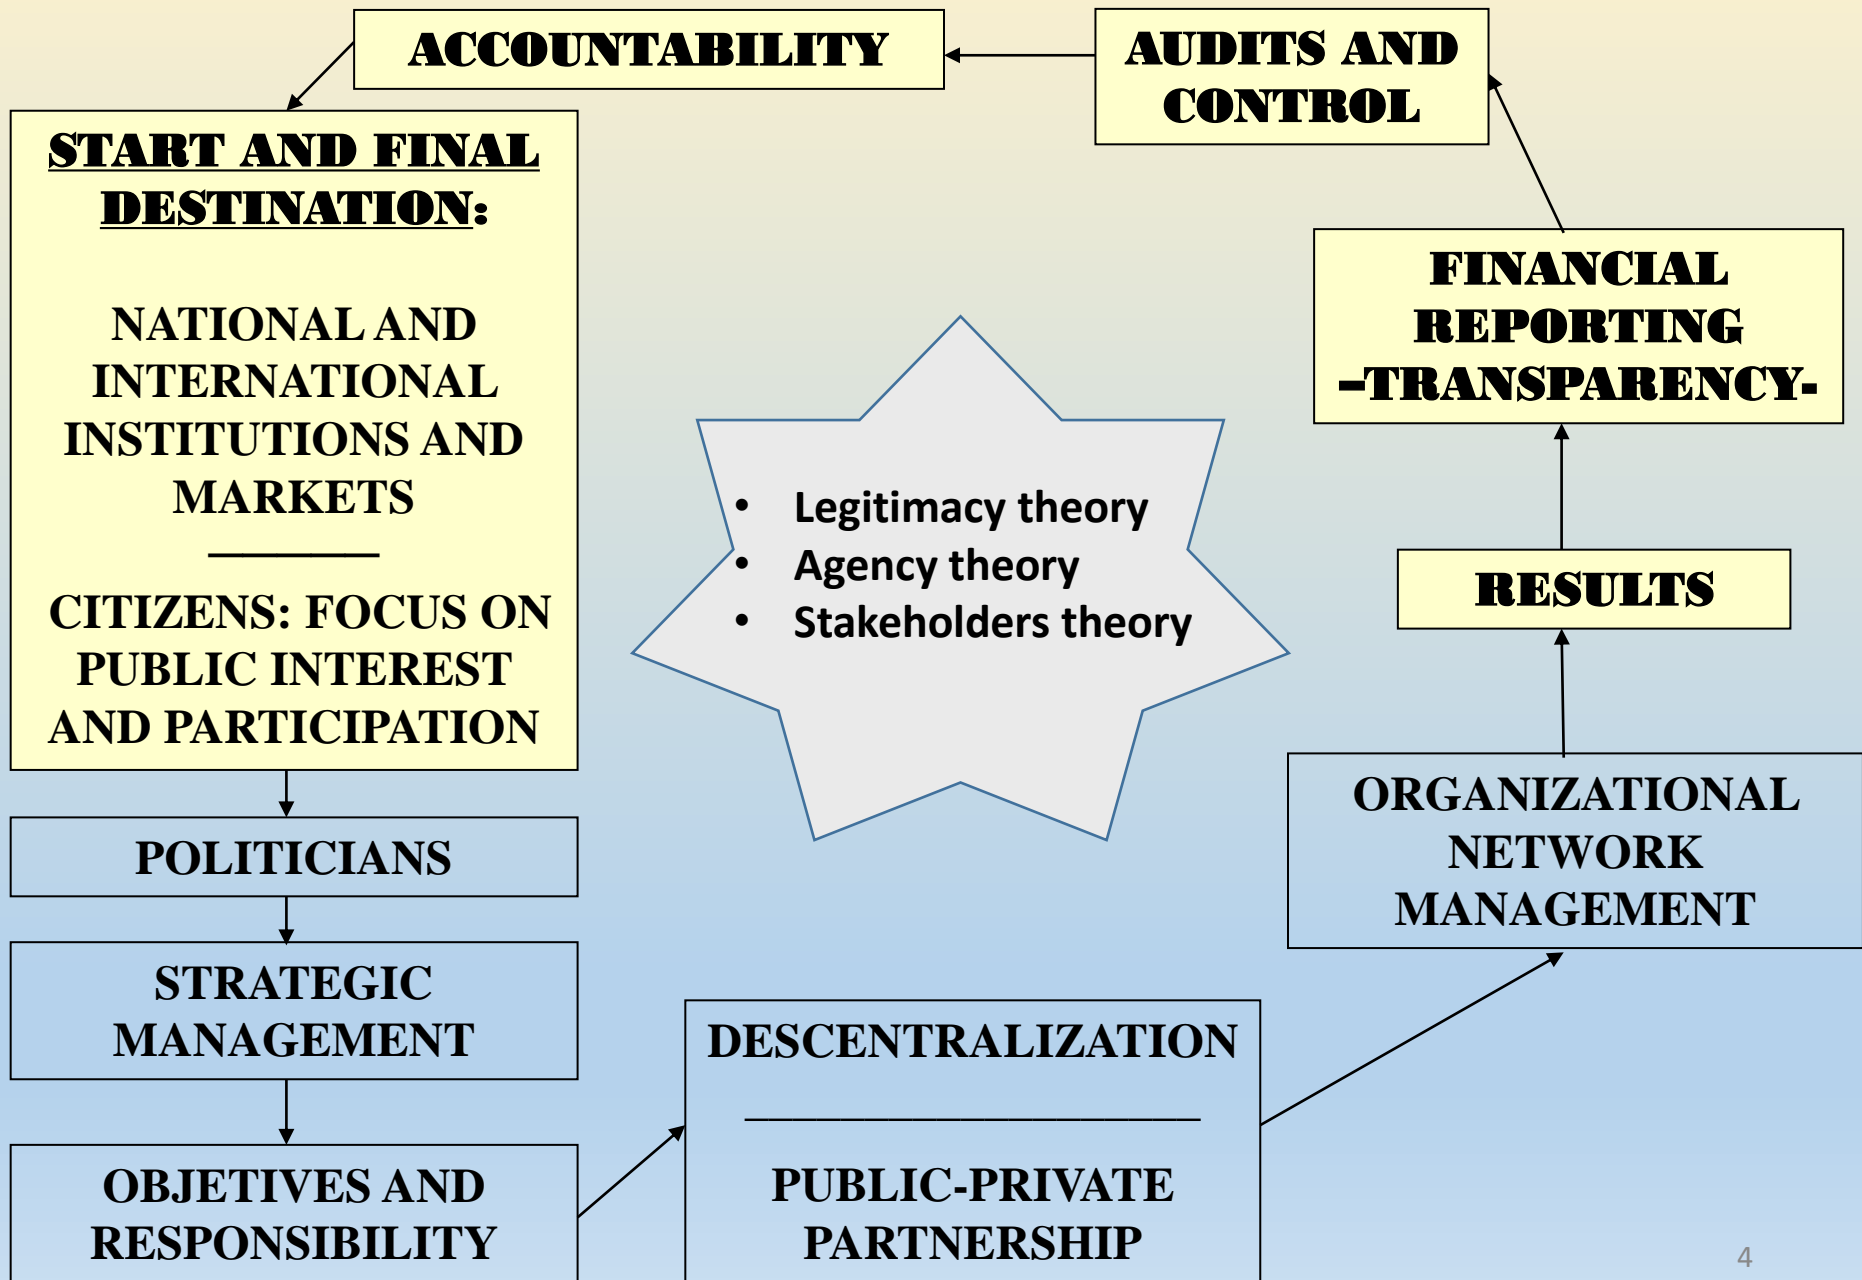 ACCOUNTABILITY
AUDITS AND
CONTROL
START AND FINAL
DESTINATION:
NATIONAL AND
INTERNATIONAL
INSTITUTIONS AND
MARKETS
CITIZENS: FOCUS ON
PUBLIC INTEREST
AND PARTICIPATION
POLITICIANS
STRATEGIC
MANAGEMENT
OBJETIVES AND
RESPONSIBILITY
DESCENTRALIZATION
PUBLIC-PRIVATE
PARTNERSHIP
ORGANIZATIONAL
NETWORK
MANAGEMENT
RESULTS
FINANCIAL
REPORTING
–TRANSPARENCY-
• Legitimacy theory
• Agency theory
• Stakeholders theory
4